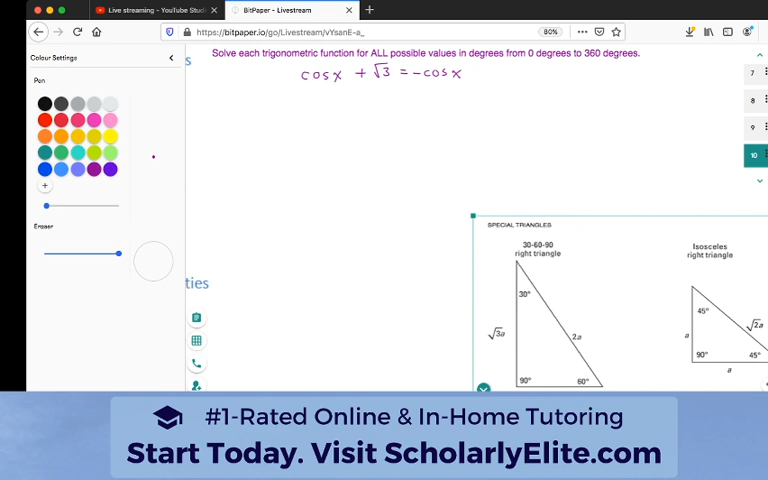 Live streaming - YouTube Studi
BitPaper - Livestream
https://bitpaper.io/go/Livestream/vYsanE-a_
80%
Colour Settings
Pen
Eraser
s
ties
Solve each trigonometric function for ALL possible values in degrees from 0 degrees to 360 degrees.
cosx + √3 = -cosx
7
8
9
10
SPECIAL TRIANGLES
30-60-90
right triangle
30°
√3a
2a
90°
60°
Isosceles
right triangle
45°
√2a
a
90°
45°
a
#1-Rated Online & In-Home Tutoring
Start Today. Visit ScholarlyElite.com